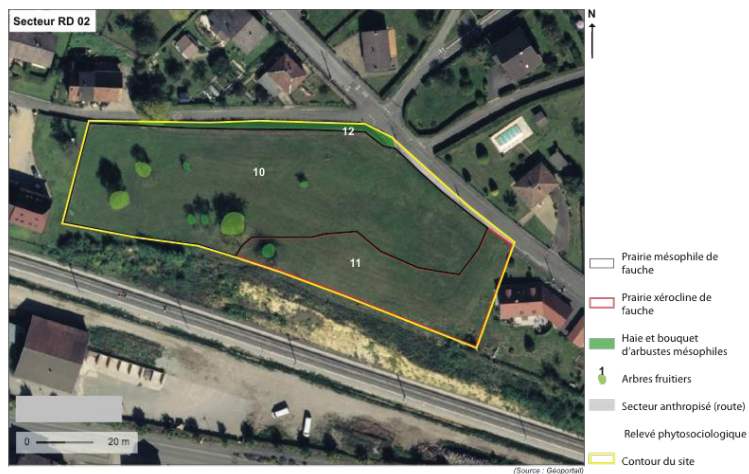 Secteur RD 02
N
12
10
11
0 20 m
(Source : Géoportail)
Prairie mésophile de
fauche
Prairie xérocline de
fauche
Haie et bouquet
d'arbustes mésophiles
1
Arbres fruitiers
Secteur anthropisé (route)
Relevé phytosociologique
Contour du site